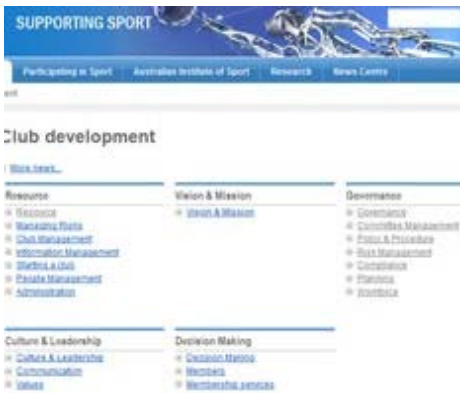 SUPPORTING SPORT
Participating in Sport
Australian Institute of Sport
Research
News Centre
Club development
More news...
Resource
Resource
Managing Risks
Club Management
Information Management
Starting a club
People Management
Administration
Vision & Mission
Vision & Mission
Governance
Governance
Committee Management
Policy & Procedure
Risk Management
Compliance
Planning
Culture & Leadership
Culture & Leadership
Communication
Values
Decision Making
Decision Making
Members
Membership services